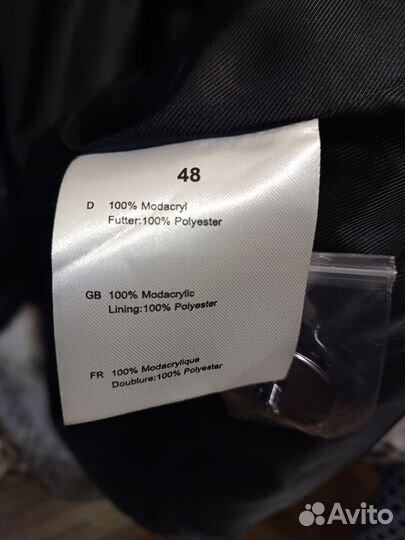 48
D 100% Modacryl
Futter:100% Polyester
GB 100% Modacrylic
Lining:100% Polyester
FR 100% Modacrylique
Doublure:100% Polyester
Avito